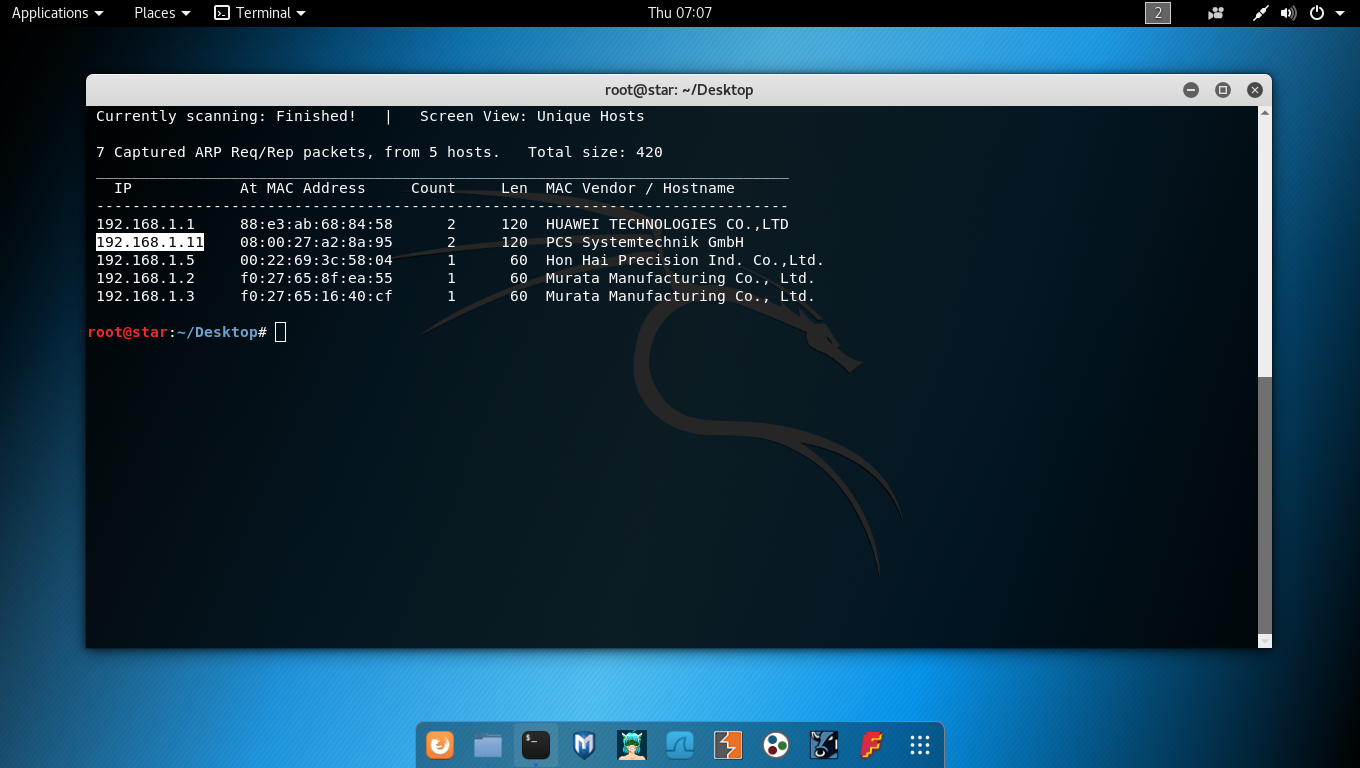 Applications Places Terminal Thu 07:07 2
root@star: ~/Desktop
Currently scanning: Finished!   |   Screen View: Unique Hosts
7 Captured ARP Req/Rep packets, from 5 hosts.   Total size: 420
_____________________________________________________________________________
IP            At MAC Address     Count     Len  MAC Vendor / Hostname
-----------------------------------------------------------------------------
192.168.1.1     88:e3:ab:68:84:58      2     120  HUAWEI TECHNOLOGIES CO.,LTD
192.168.1.11    08:00:27:a2:8a:95      2     120  PCS Systemtechnik GmbH
192.168.1.5     00:22:69:3c:58:04      1      60  Hon Hai Precision Ind. Co.,Ltd.
192.168.1.2     f0:27:65:8f:ea:55      1      60  Murata Manufacturing Co., Ltd.
192.168.1.3     f0:27:65:16:40:cf      1      60  Murata Manufacturing Co., Ltd.
root@star:~/Desktop#